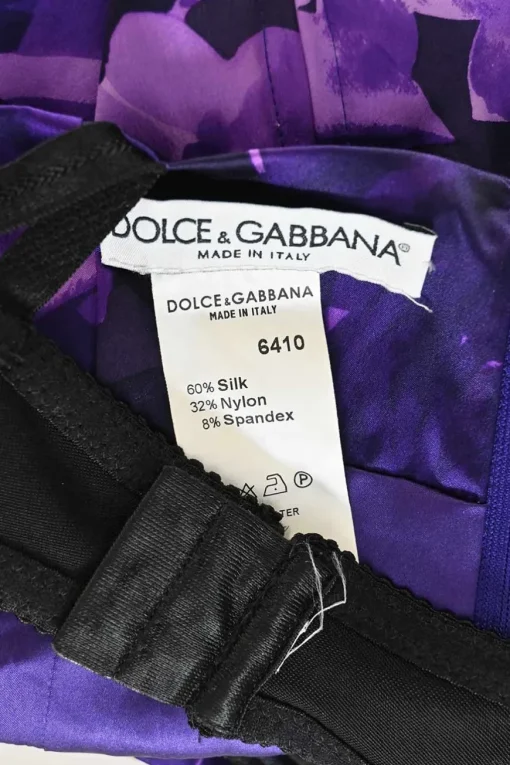 DOLCE & GABBANA®
MADE IN ITALY
DOLCE & GABBANA
MADE IN ITALY
6410
60% Silk
32% Nylon
8% Spandex
P